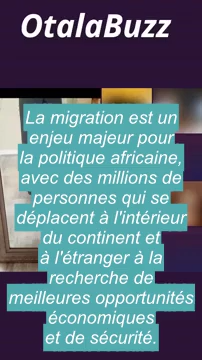 OtalaBuzz
La migration est un
enjeu majeur pour
la politique africaine,
avec des millions de
personnes qui se
déplacent à l'intérieur
du continent et
à l'étranger à la
recherche de
meilleures opportunités
économiques
et de sécurité.